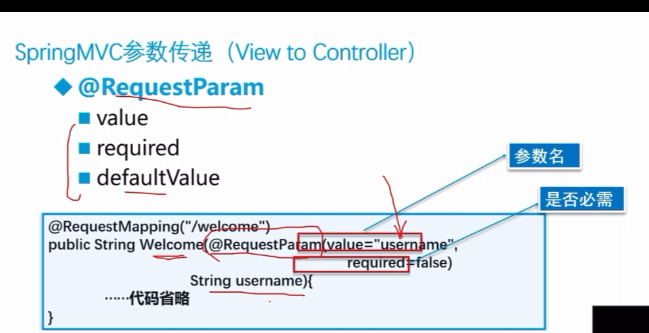 SpringMVC参数传递（View to Controller）
@RequestParam
value
required
defaultValue
参数名
是否必需
@RequestMapping("/welcome")
public String Welcome(@RequestParam(value="username",
required=false)
String username){
……代码省略
}